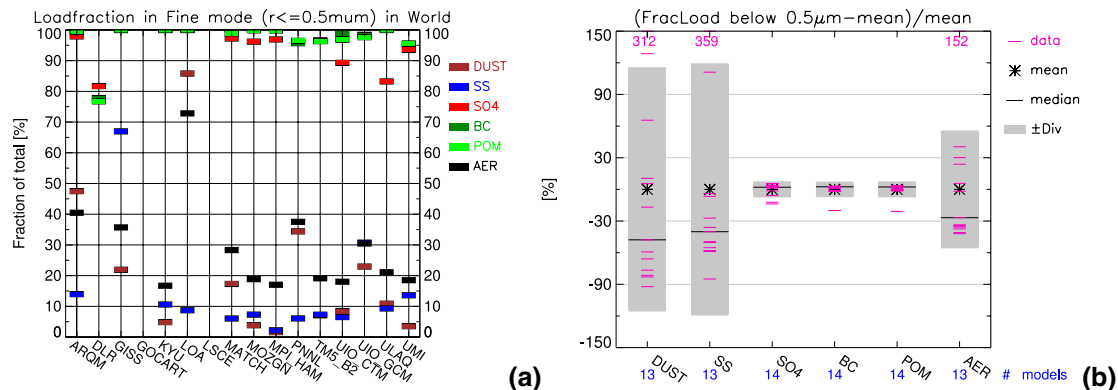 Loadfraction in Fine mode (r<=0.5mum) in World
Fraction of total [%]
100
90
80
70
60
50
40
30
20
10
0
100
90
80
70
60
50
40
30
20
10
0
DUST
SS
SO4
BC
POM
AER
ARQM
DLR
GISS
GOCART
KYU
LOA
LSCE
MATCH
MOZGN
MPI_HAM
PNNL
TM5_B2
UIO_CTM
UIO_GCM
ULAQ
UMI
(a)
(FracLoad below 0.5μm-mean)/mean
[%]
150
90
30
-30
-90
-150
312
359
152
data
mean
median
±Div
DUST
SS
SO4
BC
POM
AER
13
13
14
14
14
13
# models
(b)